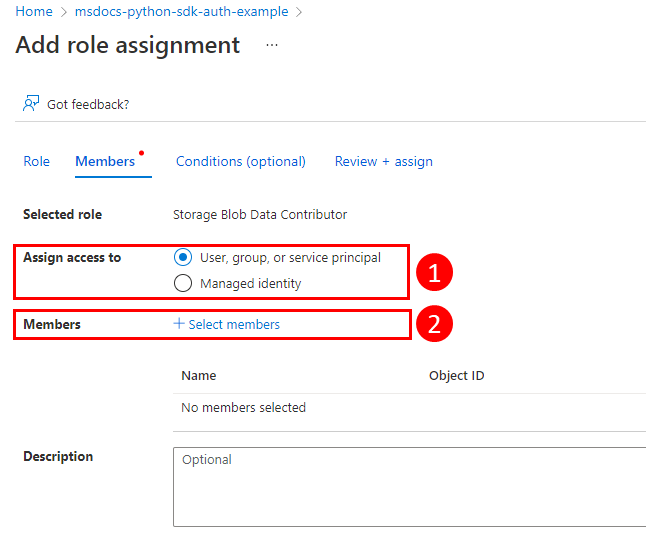 Home > msdocs-python-sdk-auth-example >
Add role assignment ...
Got feedback?
Role Members Conditions (optional) Review + assign
Selected role Storage Blob Data Contributor
Assign access to User, group, or service principal
Managed identity
1
Members + Select members
2
Name Object ID
No members selected
Description Optional